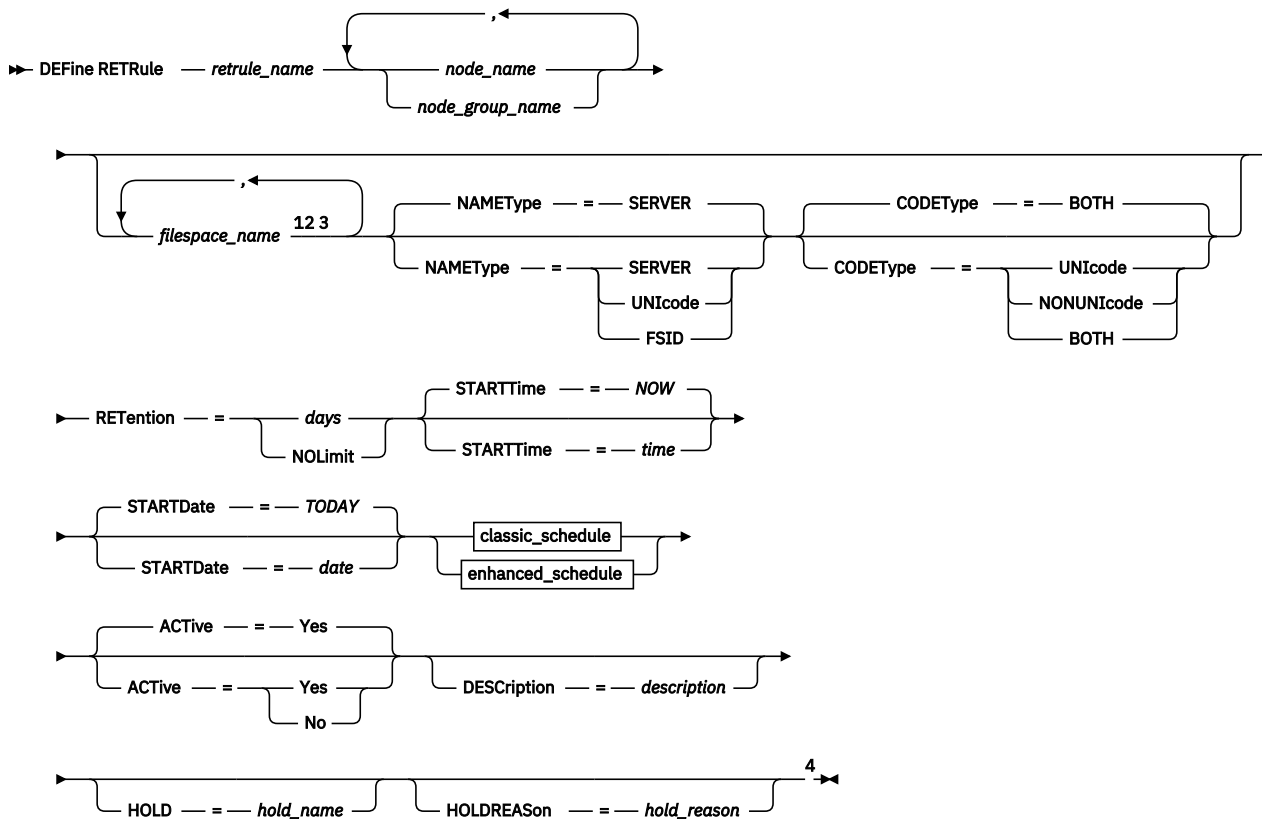 ,
DEFine RETRule retrule_name node_name
node_group_name
,
filespace_name 1 2 3
NAMEType = SERVER
NAMEType = SERVER
UNIcode
FSID
CODEType = BOTH
CODEType = UNIcode
NONUNIcode
BOTH
RETention = days
NOLimit
STARTTime = NOW
STARTTime = time
STARTDate = TODAY
STARTDate = date
classic_schedule
enhanced_schedule
ACTive = Yes
ACTive = Yes
No
DESCription = description
HOLD = hold_name
HOLDREASon = hold_reason
4